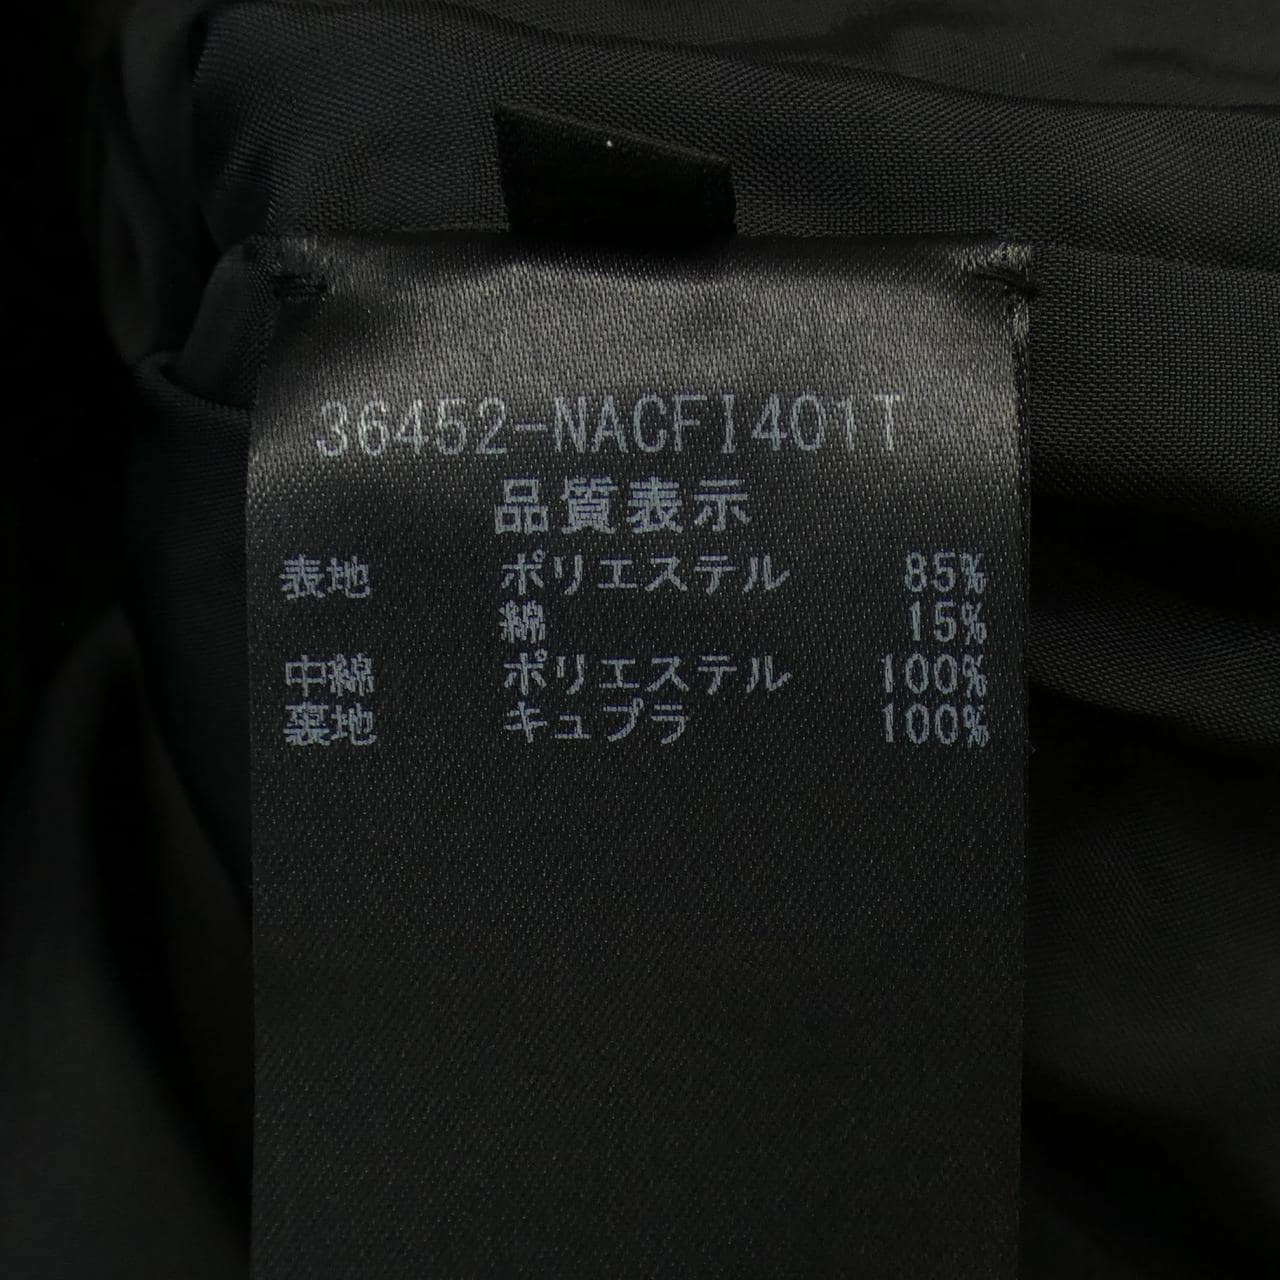 36452-NACFI401T
品質表示
表地 ポリエステル 85%
綿 15%
中綿 ポリエステル 100%
裏地 キュプラ 100%